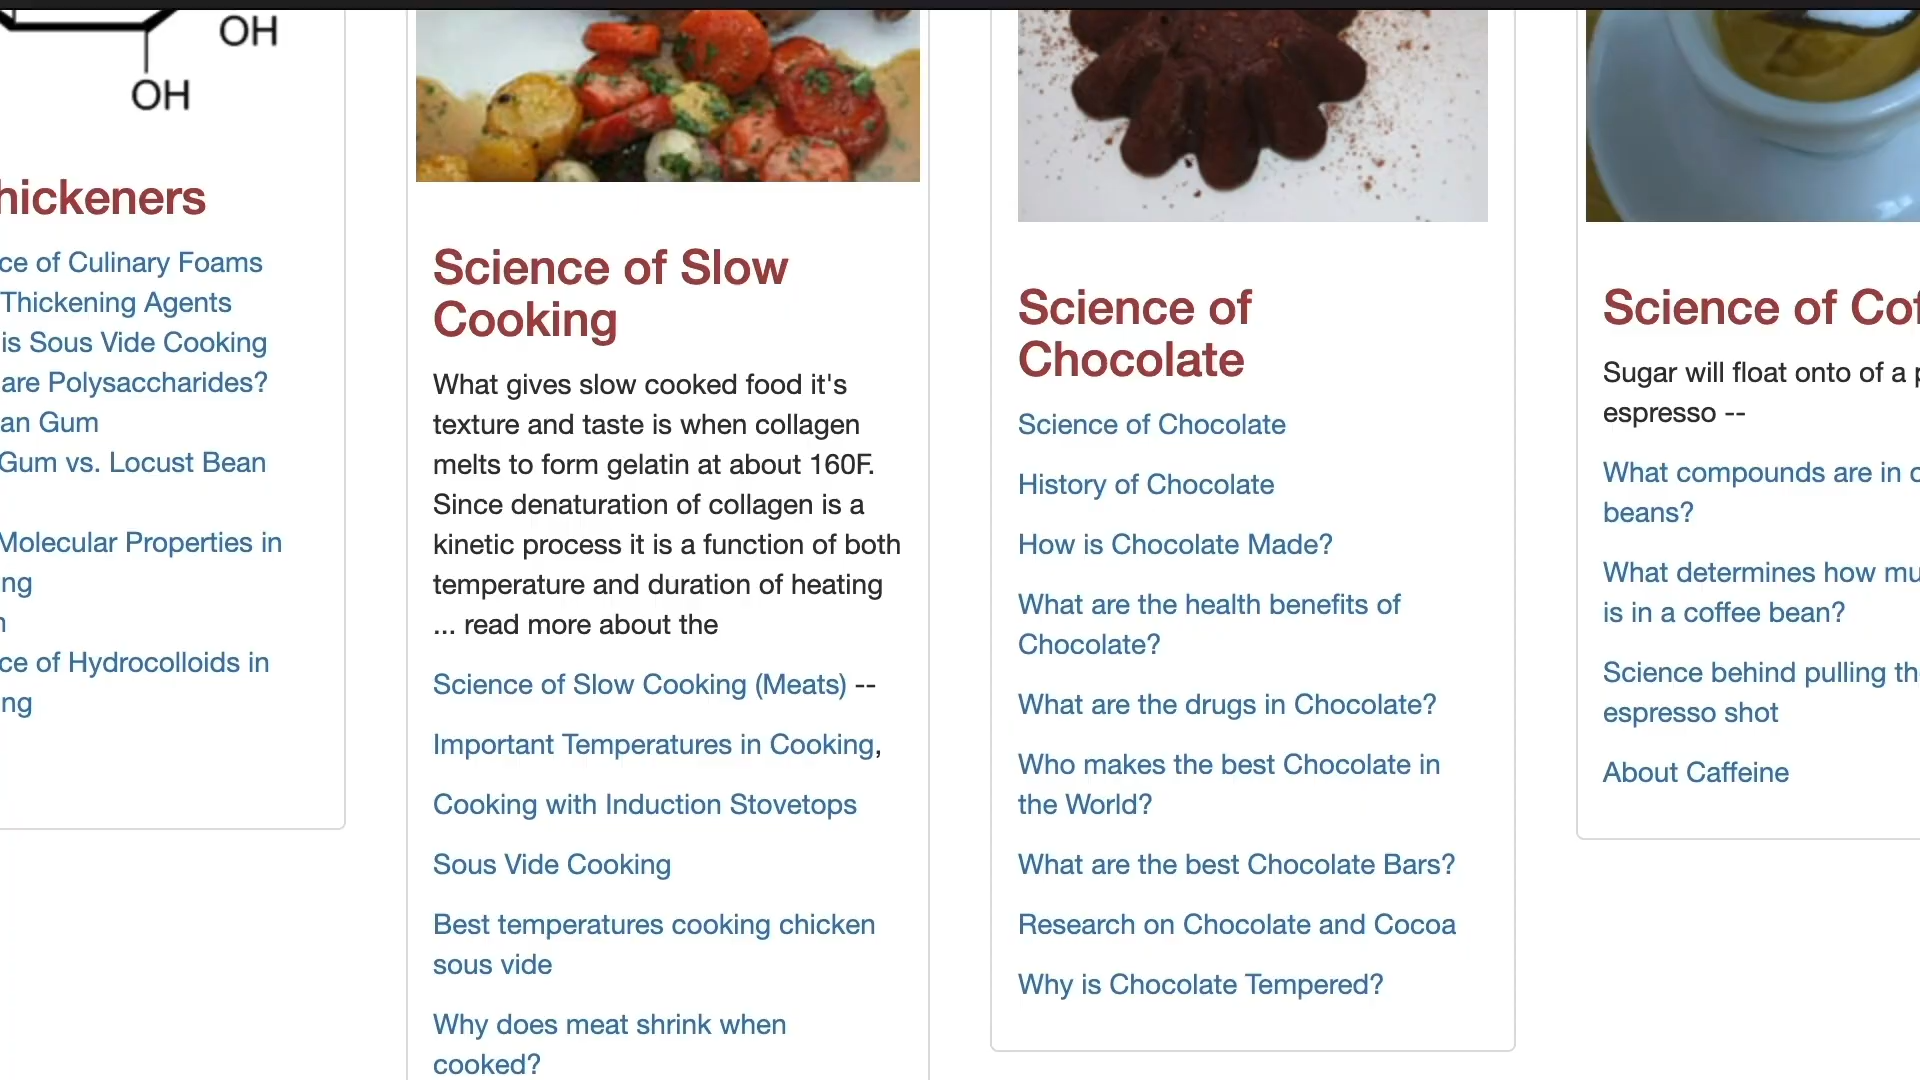 OH
OH
hickeners
ce of Culinary Foams
Thickening Agents
is Sous Vide Cooking
are Polysaccharides?
an Gum
Gum vs. Locust Bean
Molecular Properties in
ng
ce of Hydrocolloids in
ng
Science of Slow
Cooking
What gives slow cooked food it's
texture and taste is when collagen
melts to form gelatin at about 160F.
Since denaturation of collagen is a
kinetic process it is a function of both
temperature and duration of heating
... read more about the
Science of Slow Cooking (Meats) --
Important Temperatures in Cooking,
Cooking with Induction Stovetops
Sous Vide Cooking
Best temperatures cooking chicken
sous vide
Why does meat shrink when
cooked?
Science of
Chocolate
Science of Chocolate
History of Chocolate
How is Chocolate Made?
What are the health benefits of
Chocolate?
What are the drugs in Chocolate?
Who makes the best Chocolate in
the World?
What are the best Chocolate Bars?
Research on Chocolate and Cocoa
Why is Chocolate Tempered?
Science of Cof
Sugar will float onto of a p
espresso --
What compounds are in c
beans?
What determines how mu
is in a coffee bean?
Science behind pulling th
espresso shot
About Caffeine